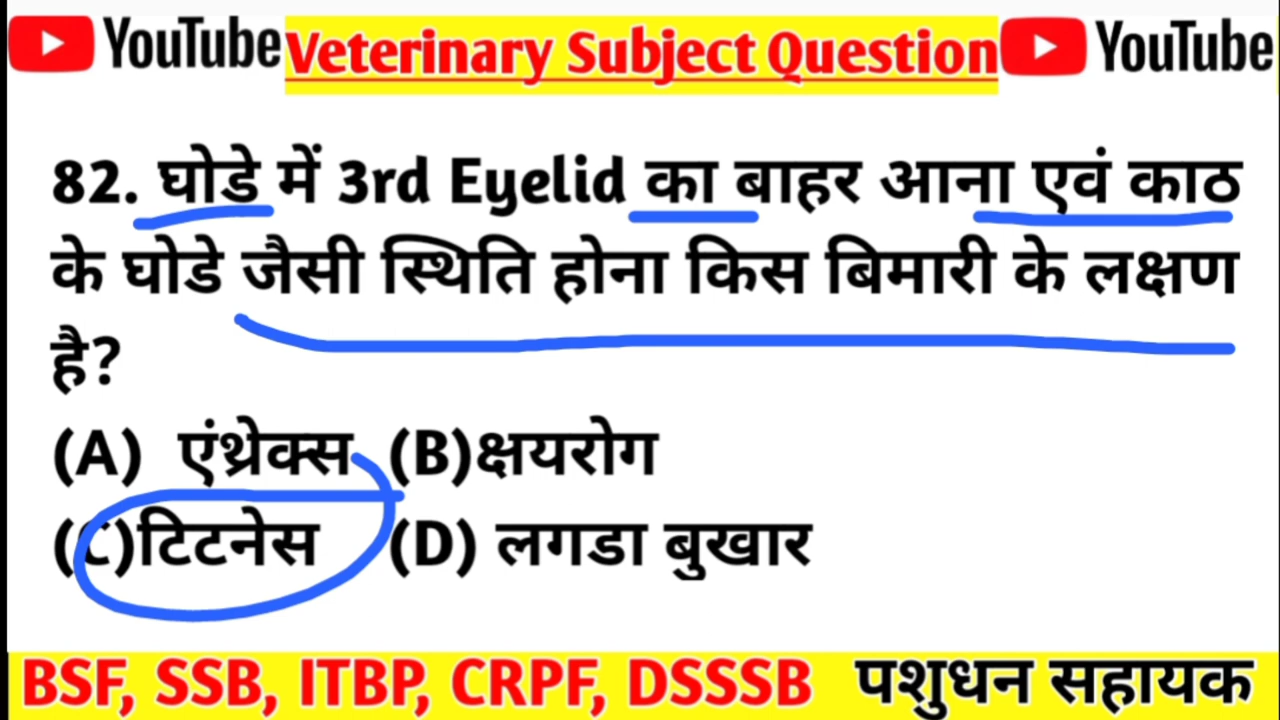 YouTube Veterinary Subject Question YouTube
82. घोडे में 3rd Eyelid का बाहर आना एवं काठ
के घोडे जैसी स्थिति होना किस बिमारी के लक्षण
है?
(A) एंथ्रेक्स (B)क्षयरोग
(C)टिटनेस (D) लगडा बुखार
BSF, SSB, ITBP, CRPF, DSSSB पशुधन सहायक